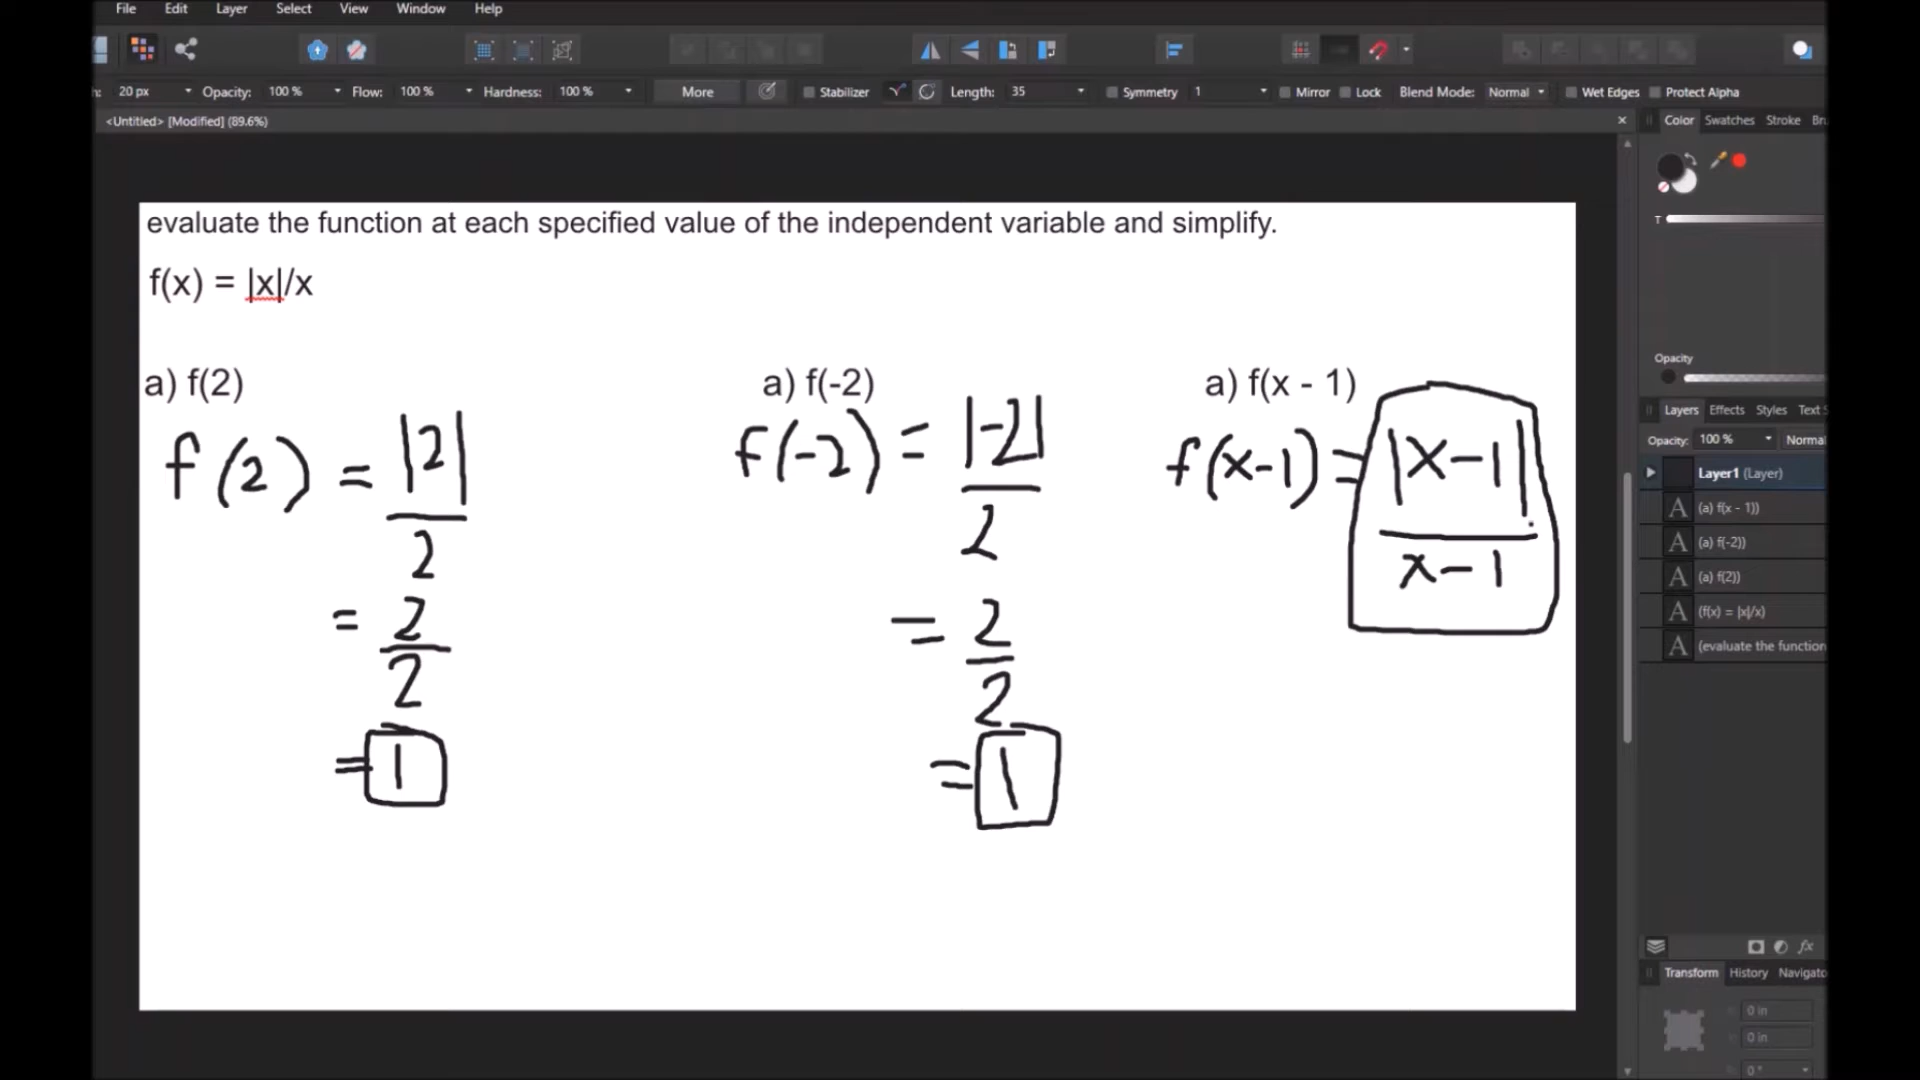 File Edit Layer Select View Window Help
20 px Opacity: 100 % Flow: 100 % Hardness: 100 % More Stabilizer Length: 35 Symmetry 1 Mirror Lock Blend Mode: Normal Wet Edges Protect Alpha
<Untitled> [Modified] (89.6%)
Color Swatches Stroke
evaluate the function at each specified value of the independent variable and simplify.
f(x) = |x|/x
a) f(2)
f(2) = |2|
2
= 2
2
= 1
a) f(-2)
f(-2) = |-2|
2
= 2
2
= 1
a) f(x - 1)
f(x-1) = |x-1|
x-1
T
Opacity
Layers Effects Styles Text S
Opacity: 100 % Normal
Layer1 (Layer)
A (a) f(x - 1))
A (a) f(-2))
A (a) f(2))
A (f(x) = |x|/x)
A (evaluate the function
fx
Transform History Navigato
0 in
0 in
0 °